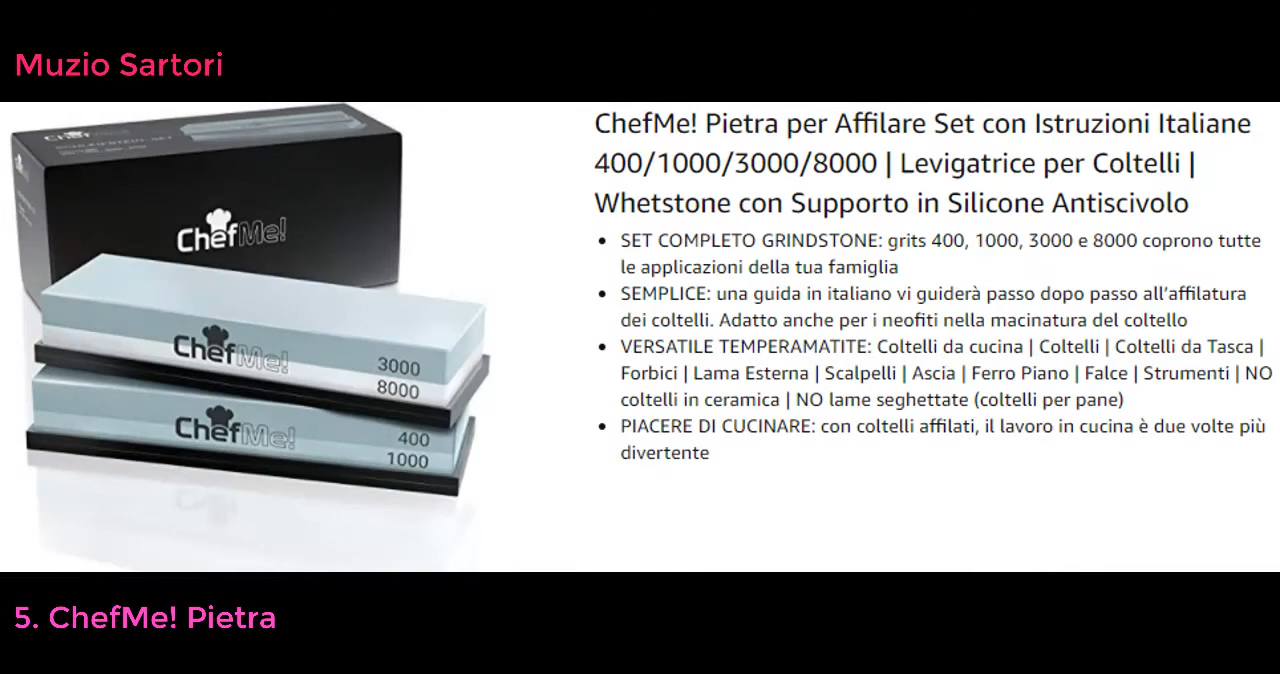 Muzio Sartori
ChefMe!
ChefMe!
ChefMe!
3000
8000
ChefMe!
400
1000
ChefMe! Pietra per Affilare Set con Istruzioni Italiane
400/1000/3000/8000 | Levigatrice per Coltelli |
Whetstone con Supporto in Silicone Antiscivolo
• SET COMPLETO GRINDSTONE: grits 400, 1000, 3000 e 8000 coprono tutte
le applicazioni della tua famiglia
• SEMPLICE: una guida in italiano vi guiderà passo dopo passo all’affilatura
dei coltelli. Adatto anche per i neofiti nella macinatura del coltello
• VERSATILE TEMPERAMATITE: Coltelli da cucina | Coltelli | Coltelli da Tasca |
Forbici | Lama Esterna | Scalpelli | Ascia | Ferro Piano | Falce | Strumenti | NO
coltelli in ceramica | NO lame seghettate (coltelli per pane)
• PIACERE DI CUCINARE: con coltelli affilati, il lavoro in cucina è due volte più
divertente
5. ChefMe! Pietra